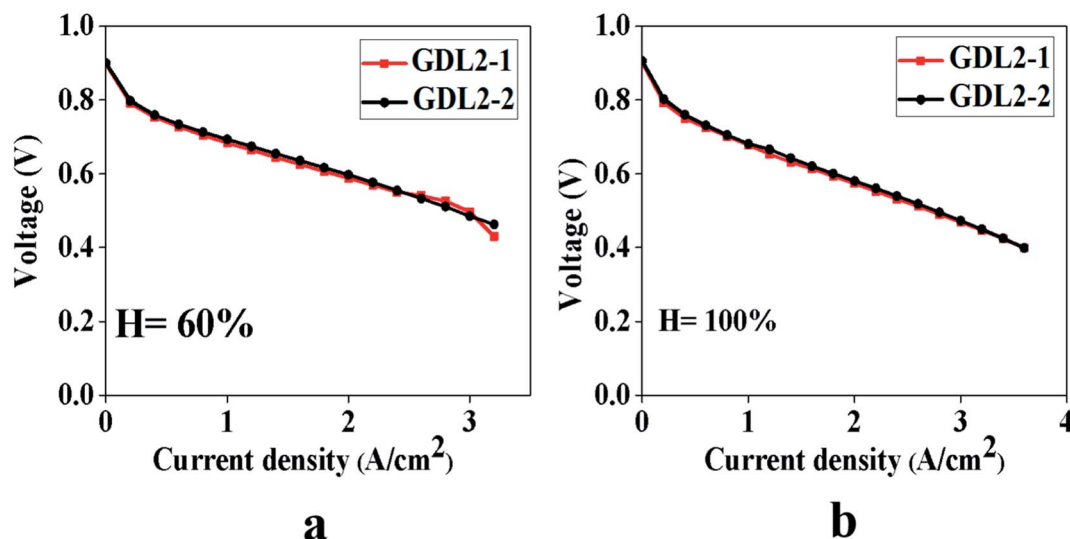 1.0
0.8
0.6
0.4
0.2
0.0
Voltage (V)
GDL2-1
GDL2-2
H= 60%
0 1 2 3
Current density (A/cm²)
a
1.0
0.8
0.6
0.4
0.2
0.0
Voltage (V)
GDL2-1
GDL2-2
H= 100%
0 1 2 3 4
Current density (A/cm²)
b